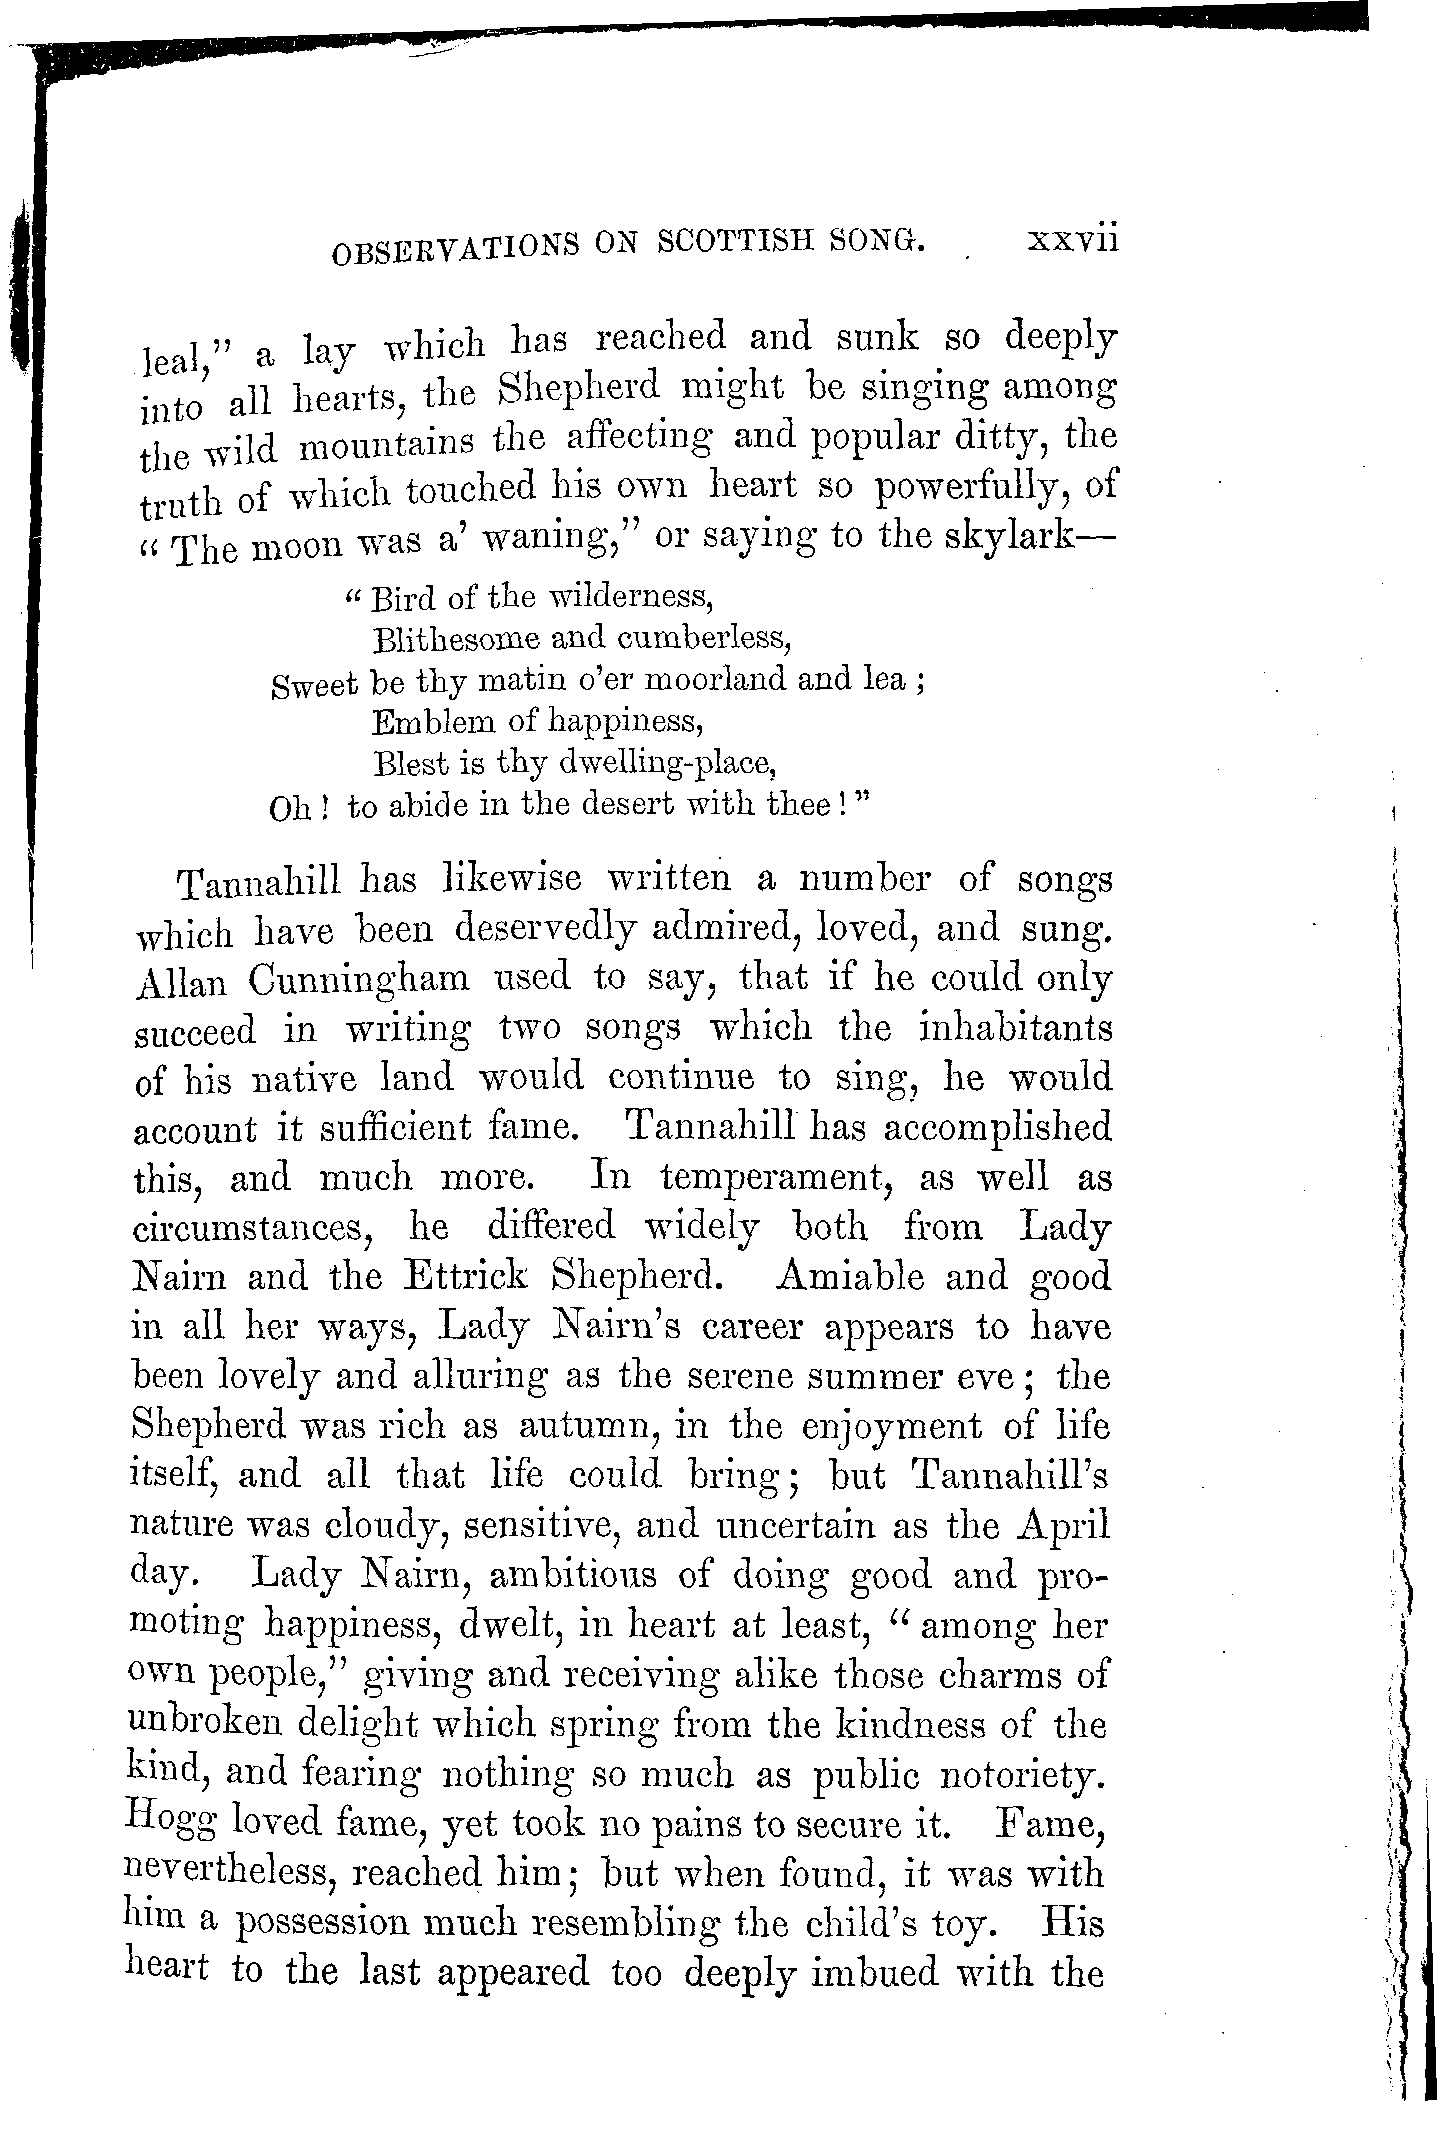 OBSERVATIONS ON SCOTTISH SONG. xxvii
leal," a lay which has reached and sunk so deeply
into all hearts, the Shepherd might be singing among
the wild mountains the affecting and popular ditty, the
truth of which touched his own heart so powerfully, of
"The moon was a' waning," or saying to the skylark—
"Bird of the wilderness,
Blithesome and cumberless,
Sweet be thy matin o'er moorland and lea;
Emblem of happiness,
Blest is thy dwelling-place,
Oh! to abide in the desert with thee!"
Tannahill has likewise written a number of songs
which have been deservedly admired, loved, and sung.
Allan Cunningham used to say, that if he could only
succeed in writing two songs which the inhabitants
of his native land would continue to sing, he would
account it sufficient fame. Tannahill has accomplished
this, and much more. In temperament, as well as
circumstances, he differed widely both from Lady
Nairn and the Ettrick Shepherd. Amiable and good
in all her ways, Lady Nairn's career appears to have
been lovely and alluring as the serene summer eve; the
Shepherd was rich as autumn, in the enjoyment of life
itself, and all that life could bring; but Tannahill's
nature was cloudy, sensitive, and uncertain as the April
day. Lady Nairn, ambitious of doing good and pro-
moting happiness, dwelt, in heart at least, "among her
own people," giving and receiving alike those charms of
unbroken delight which spring from the kindness of the
kind, and fearing nothing so much as public notoriety.
Hogg loved fame, yet took no pains to secure it. Fame,
nevertheless, reached him; but when found, it was with
him a possession much resembling the child's toy. His
heart to the last appeared too deeply imbued with the